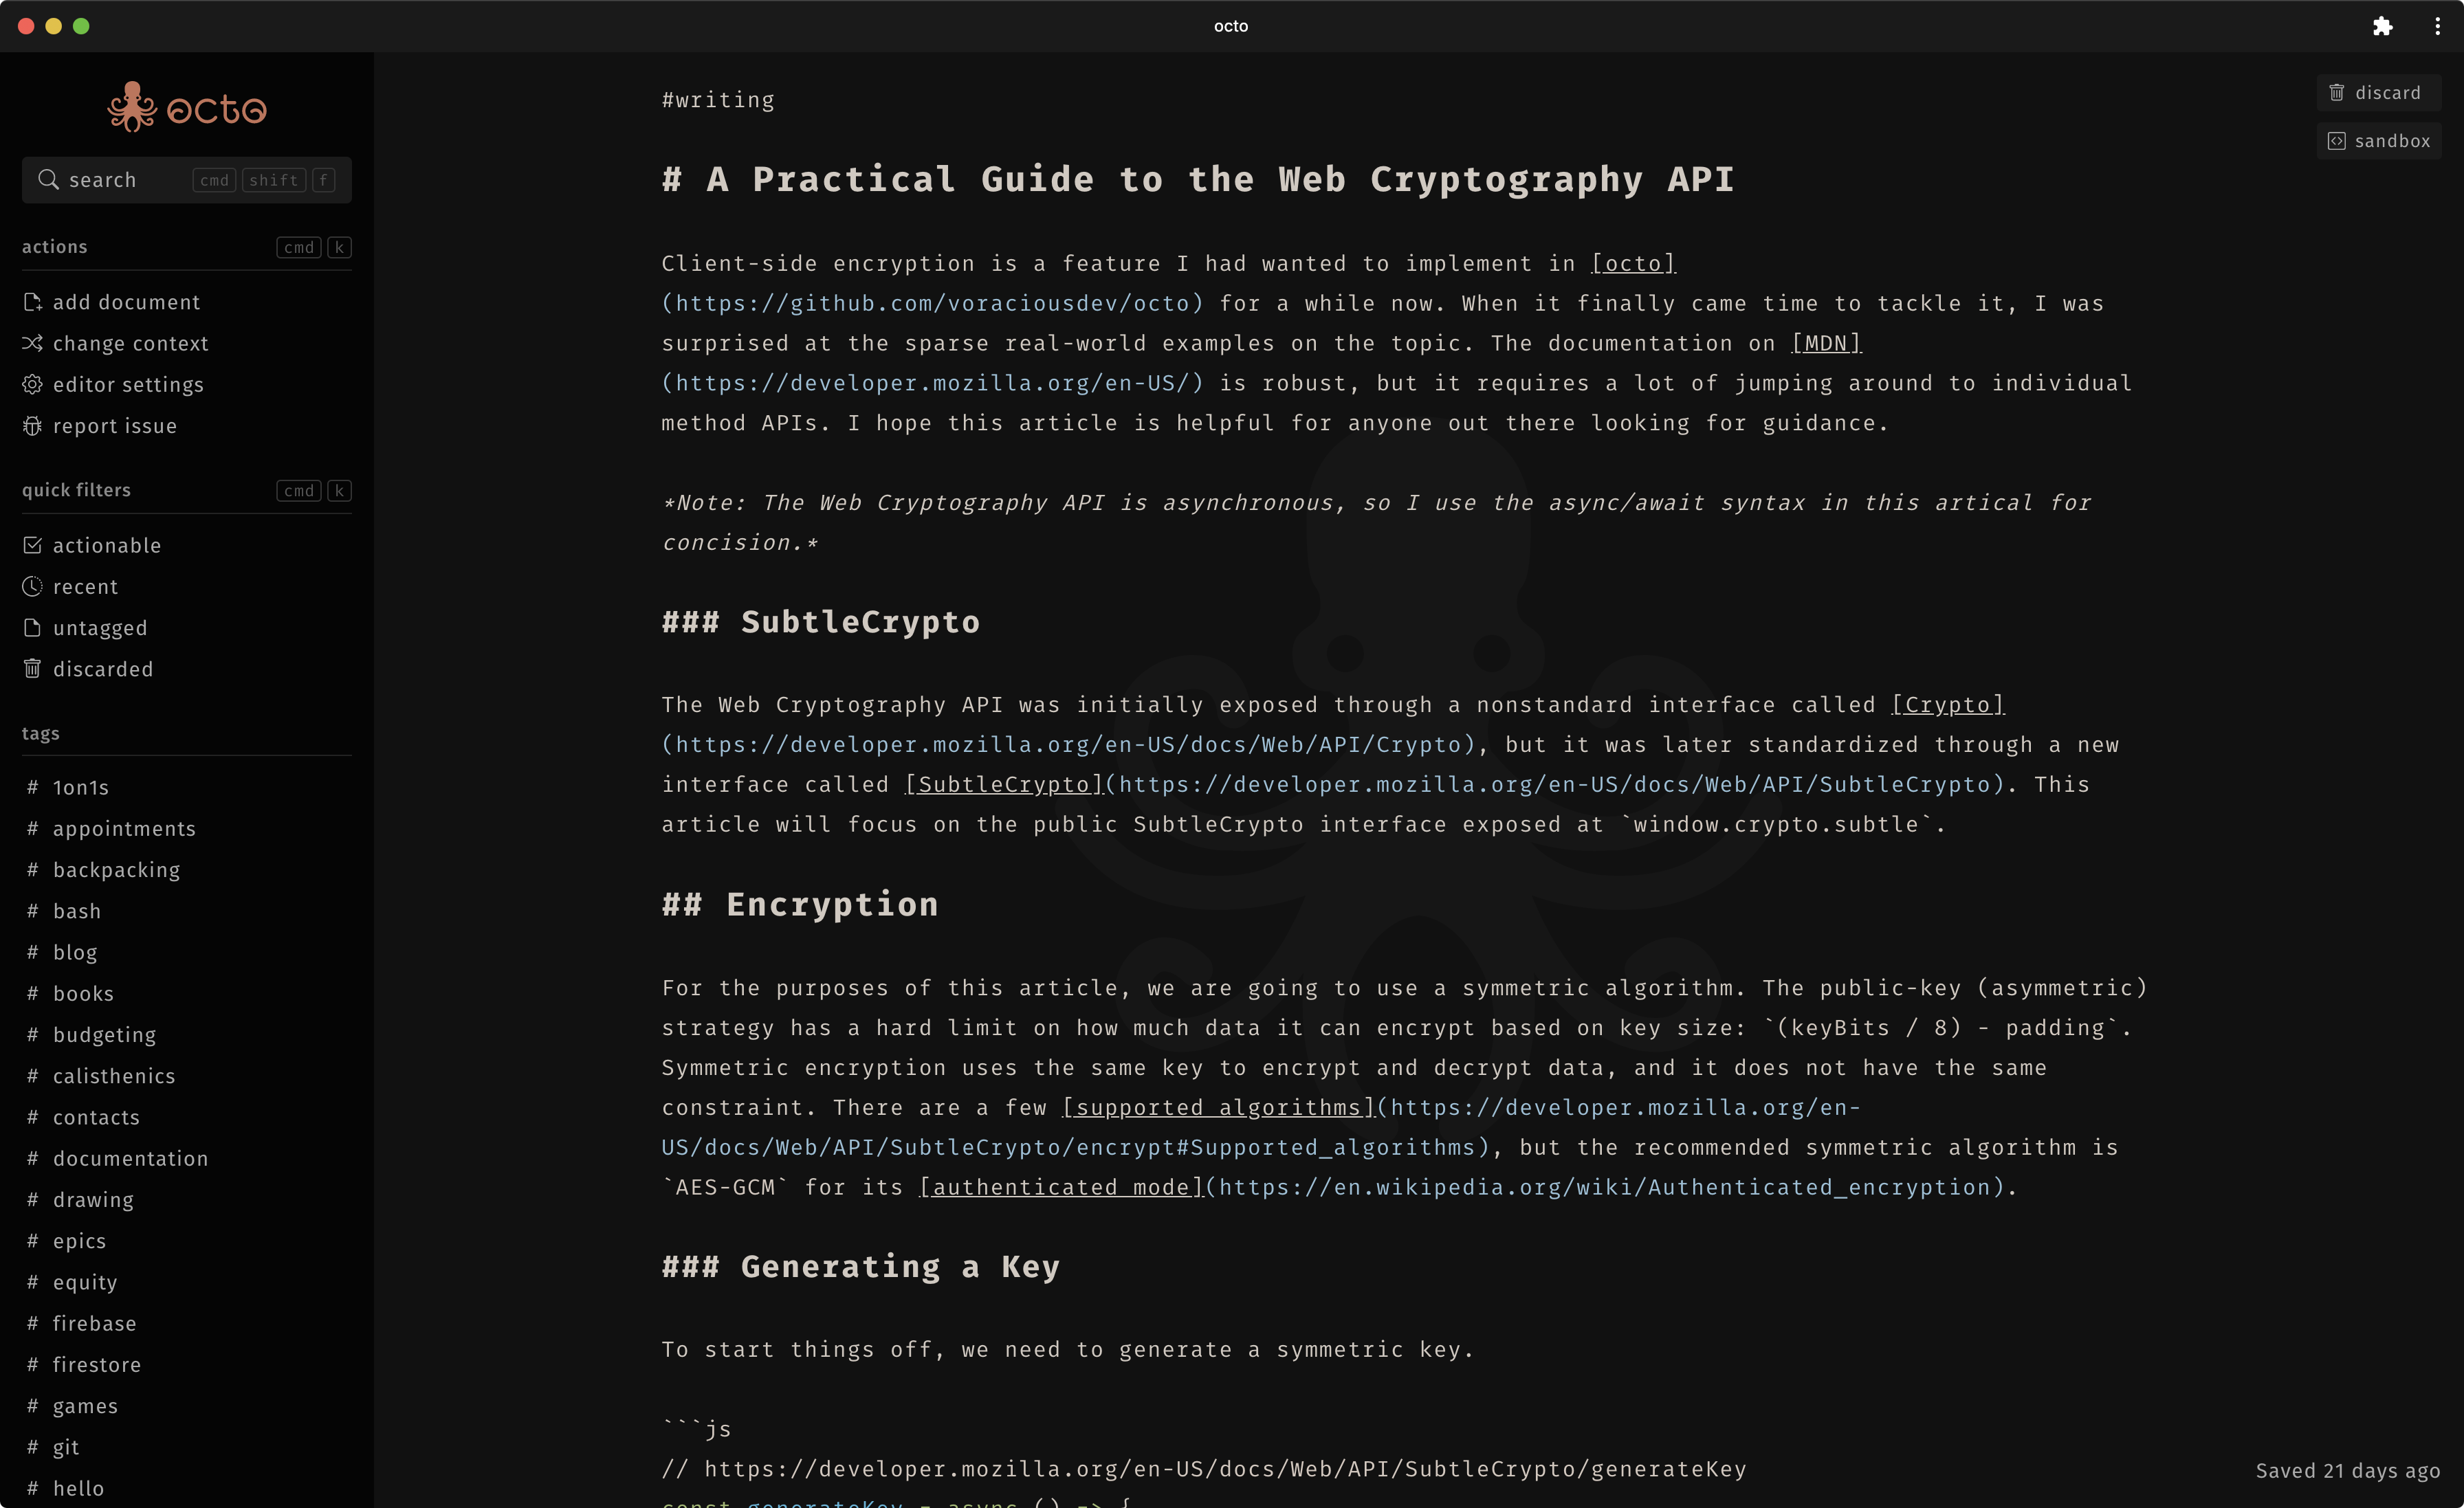 octo
octo
search cmd shift f
actions cmd k
add document
change context
editor settings
report issue
quick filters cmd k
actionable
recent
untagged
discarded
tags
# 1on1s
# appointments
# backpacking
# bash
# blog
# books
# budgeting
# calisthenics
# contacts
# documentation
# drawing
# epics
# equity
# firebase
# firestore
# games
# git
# hello
#writing
# A Practical Guide to the Web Cryptography API
Client-side encryption is a feature I had wanted to implement in [octo]
(https://github.com/voraciousdev/octo) for a while now. When it finally came time to tackle it, I was
surprised at the sparse real-world examples on the topic. The documentation on [MDN]
(https://developer.mozilla.org/en-US/) is robust, but it requires a lot of jumping around to individual
method APIs. I hope this article is helpful for anyone out there looking for guidance.
*Note: The Web Cryptography API is asynchronous, so I use the async/await syntax in this artical for
concision.*
### SubtleCrypto
The Web Cryptography API was initially exposed through a nonstandard interface called [Crypto]
(https://developer.mozilla.org/en-US/docs/Web/API/Crypto), but it was later standardized through a new
interface called [SubtleCrypto](https://developer.mozilla.org/en-US/docs/Web/API/SubtleCrypto). This
article will focus on the public SubtleCrypto interface exposed at `window.crypto.subtle`.
## Encryption
For the purposes of this article, we are going to use a symmetric algorithm. The public-key (asymmetric)
strategy has a hard limit on how much data it can encrypt based on key size: `(keyBits / 8) - padding`.
Symmetric encryption uses the same key to encrypt and decrypt data, and it does not have the same
constraint. There are a few [supported algorithms](https://developer.mozilla.org/en-
US/docs/Web/API/SubtleCrypto/encrypt#Supported_algorithms), but the recommended symmetric algorithm is
`AES-GCM` for its [authenticated mode](https://en.wikipedia.org/wiki/Authenticated_encryption).
### Generating a Key
To start things off, we need to generate a symmetric key.
```js
// https://developer.mozilla.org/en-US/docs/Web/API/SubtleCrypto/generateKey
const generateKey = async () => {
discard
sandbox
Saved 21 days ago